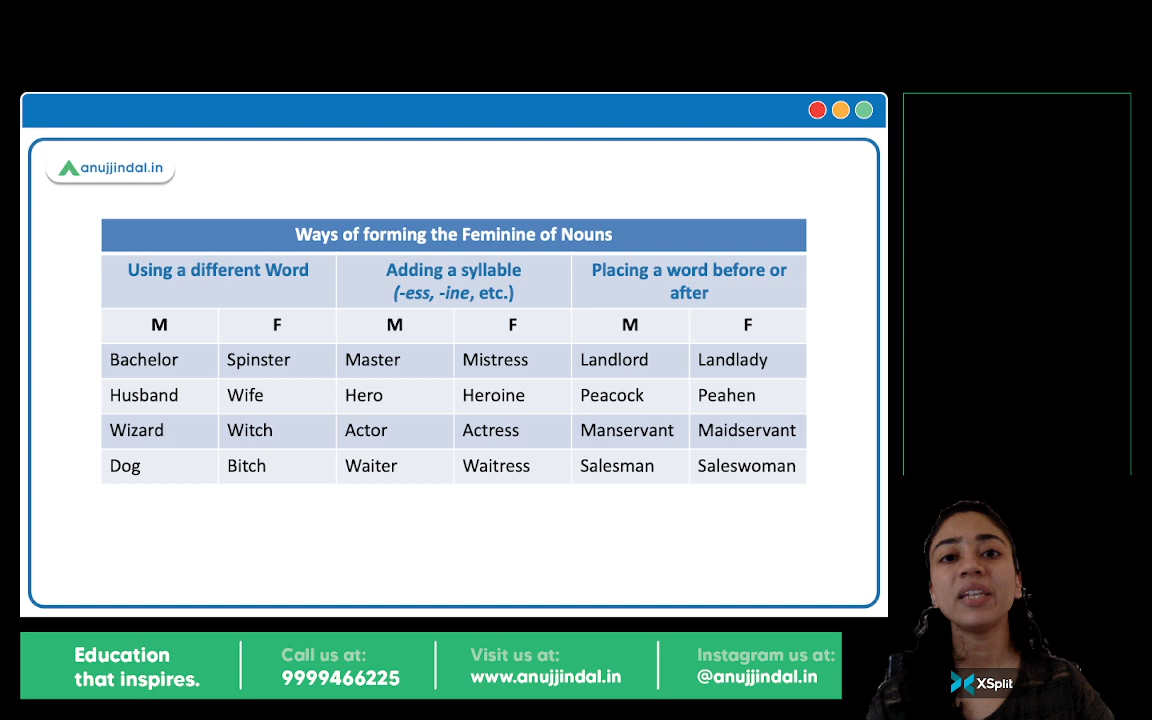 anujjindal.in
Ways of forming the Feminine of Nouns
Using a different Word
Adding a syllable
(-ess, -ine, etc.)
Placing a word before or
after
M F M F M F
Bachelor Spinster Master Mistress Landlord Landlady
Husband Wife Hero Heroine Peacock Peahen
Wizard Witch Actor Actress Manservant Maidservant
Dog Bitch Waiter Waitress Salesman Saleswoman
Education
that inspires.
Call us at:
9999466225
Visit us at:
www.anujjindal.in
Instagram us at:
@anujjindal.in
XSplit